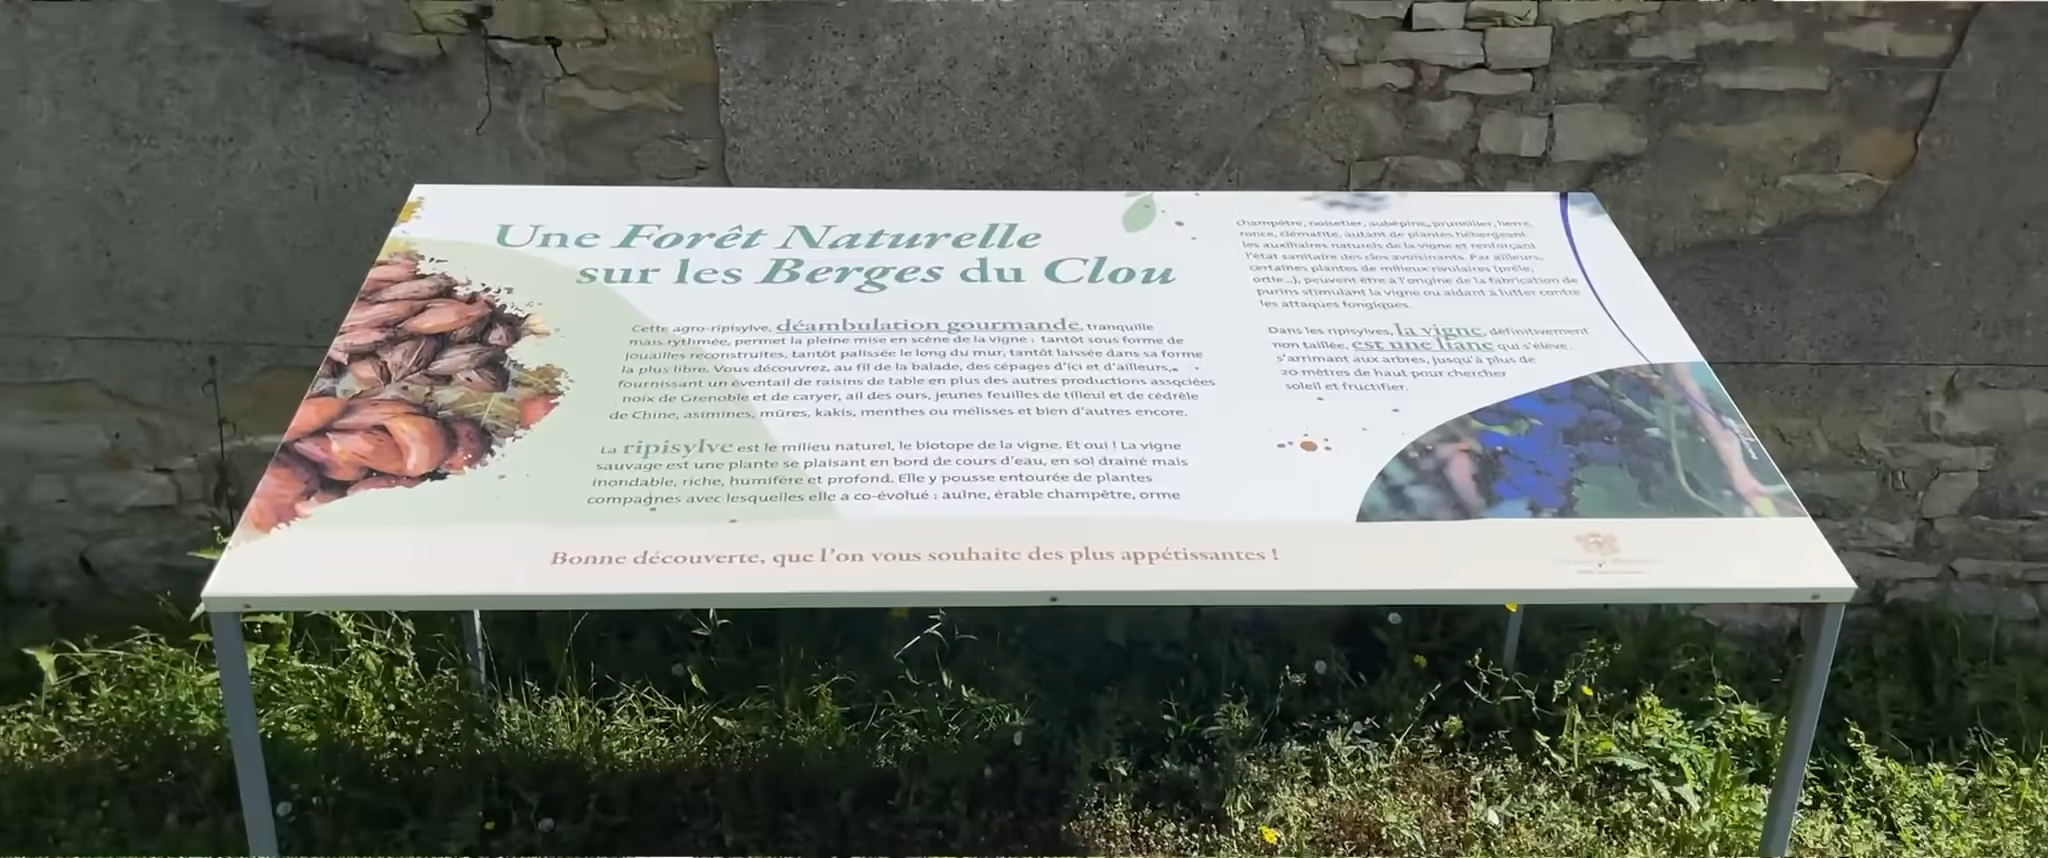 Une Forêt Naturelle
sur les Berges du Clou
Cette agro-ripisylve, déambulation gourmande, tranquille
mais rythmée, permet la pleine mise en scène de la vigne : tantôt sous forme de
jouailles reconstruites, tantôt palissée le long du mur, tantôt laissée dans sa forme
la plus libre. Vous découvrez, au fil de la balade, des cépages d'ici et d'ailleurs,
fournissant un éventail de raisins de table en plus des autres productions associées
noix de Grenoble et de caryer, ail des ours, jeunes feuilles de tilleul et de cédrèle
de Chine, asimines, mûres, kakis, menthes ou mélisses et bien d'autres encore.
La ripisylve est le milieu naturel, le biotope de la vigne. Et oui ! La vigne
sauvage est une plante se plaisant en bord de cours d'eau, en sol drainé mais
inondable, riche, humifère et profond. Elle y pousse entourée de plantes
compagnes avec lesquelles elle a co-évolué : aulne, érable champêtre, orme
champêtre, noisetier, aubépine, prunellier, lierre,
ronce, clématite, autant de plantes hébergeant
les auxiliaires naturels de la vigne et renforçant
l'état sanitaire des clos avoisinants. Par ailleurs,
certaines plantes de milieux rivulaires (prêle,
ortie...), peuvent être à l'origine de la fabrication de
purins stimulant la vigne ou aidant à lutter contre
les attaques fongiques.
Dans les ripisylves, la vigne, définitivement
non taillée, est une liane qui s'élève,
s'arrimant aux arbres, jusqu'à plus de
20 mètres de haut pour chercher
soleil et fructifier.
Bonne découverte, que l'on vous souhaite des plus appétissantes !